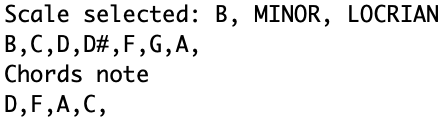 Scale selected: B, MINOR, LOCRIAN
B,C,D,D#,F,G,A,
Chords note
D,F,A,C,